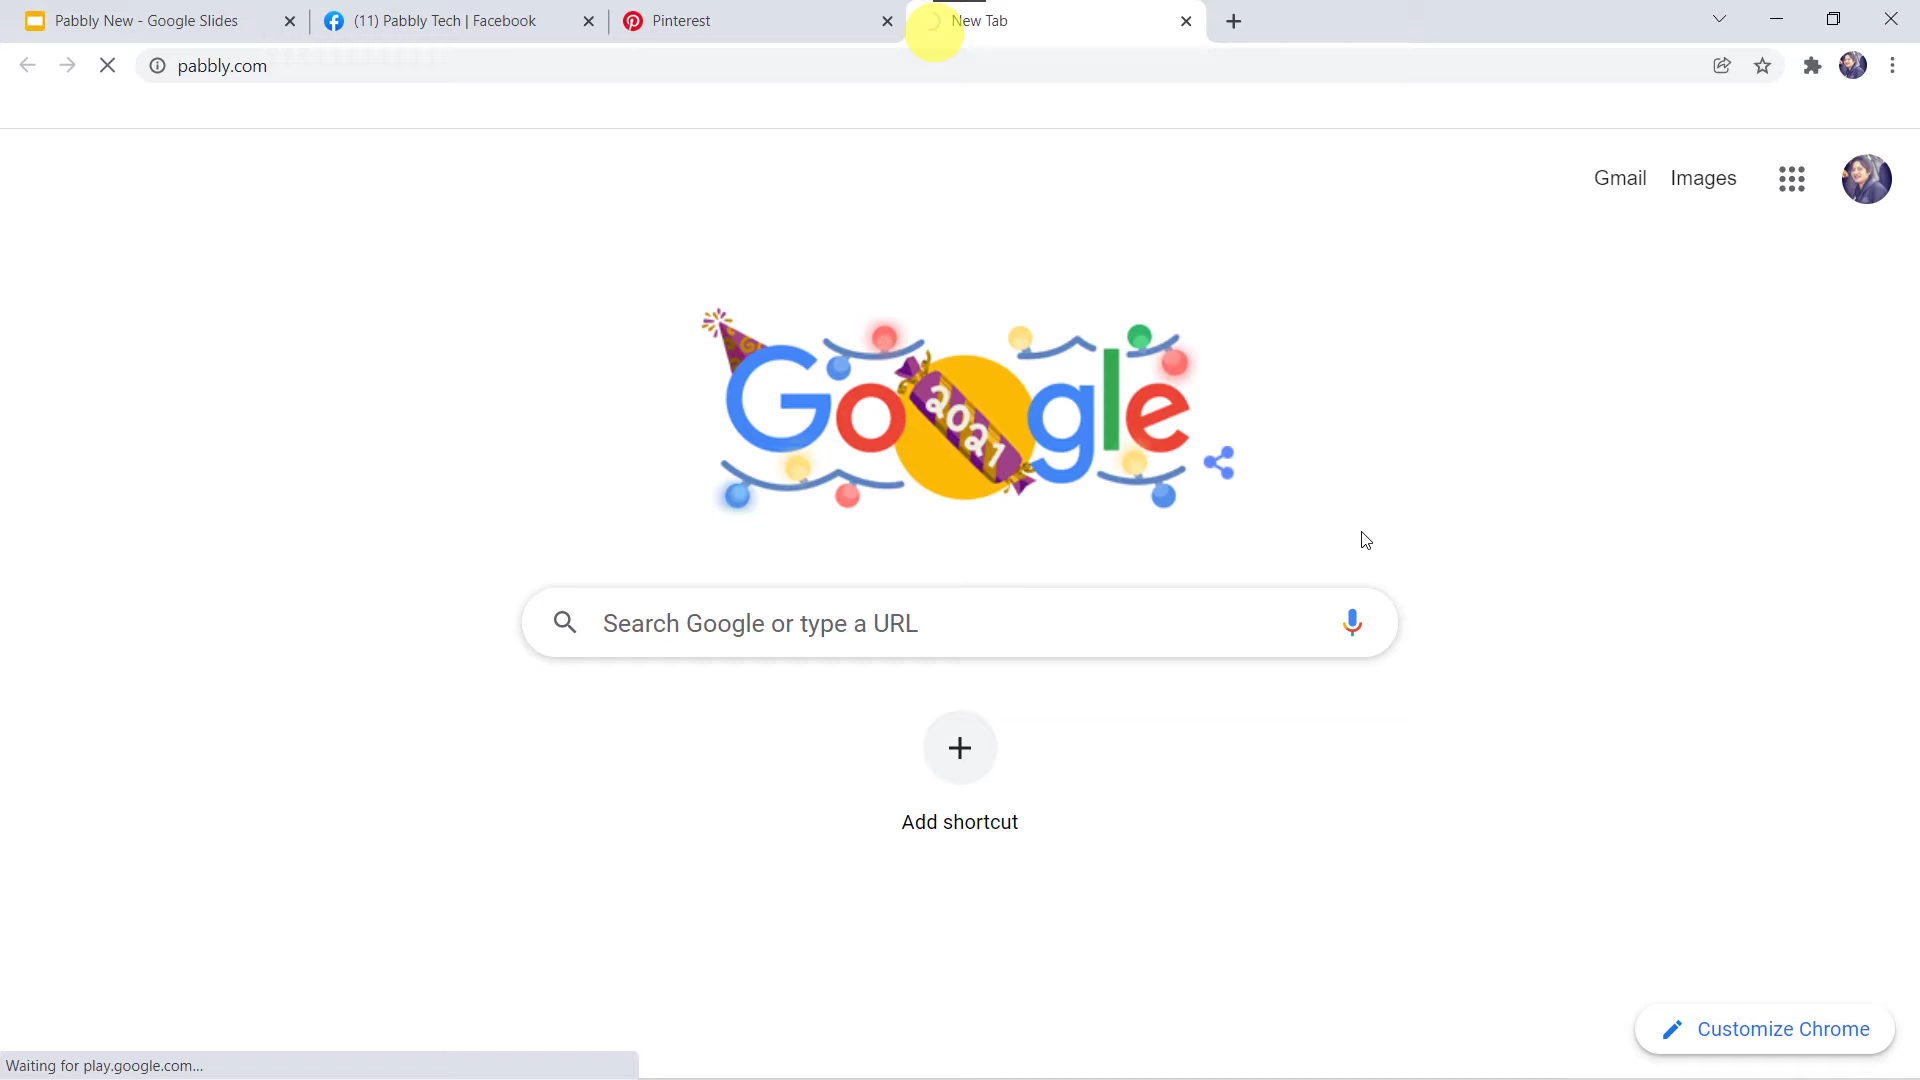 Pabbly New - Google Slides
(11) Pabbly Tech | Facebook
Pinterest
New Tab
pabbly.com
Gmail
Images
Google
2021
Search Google or type a URL
Add shortcut
Customize Chrome
Waiting for play.google.com...